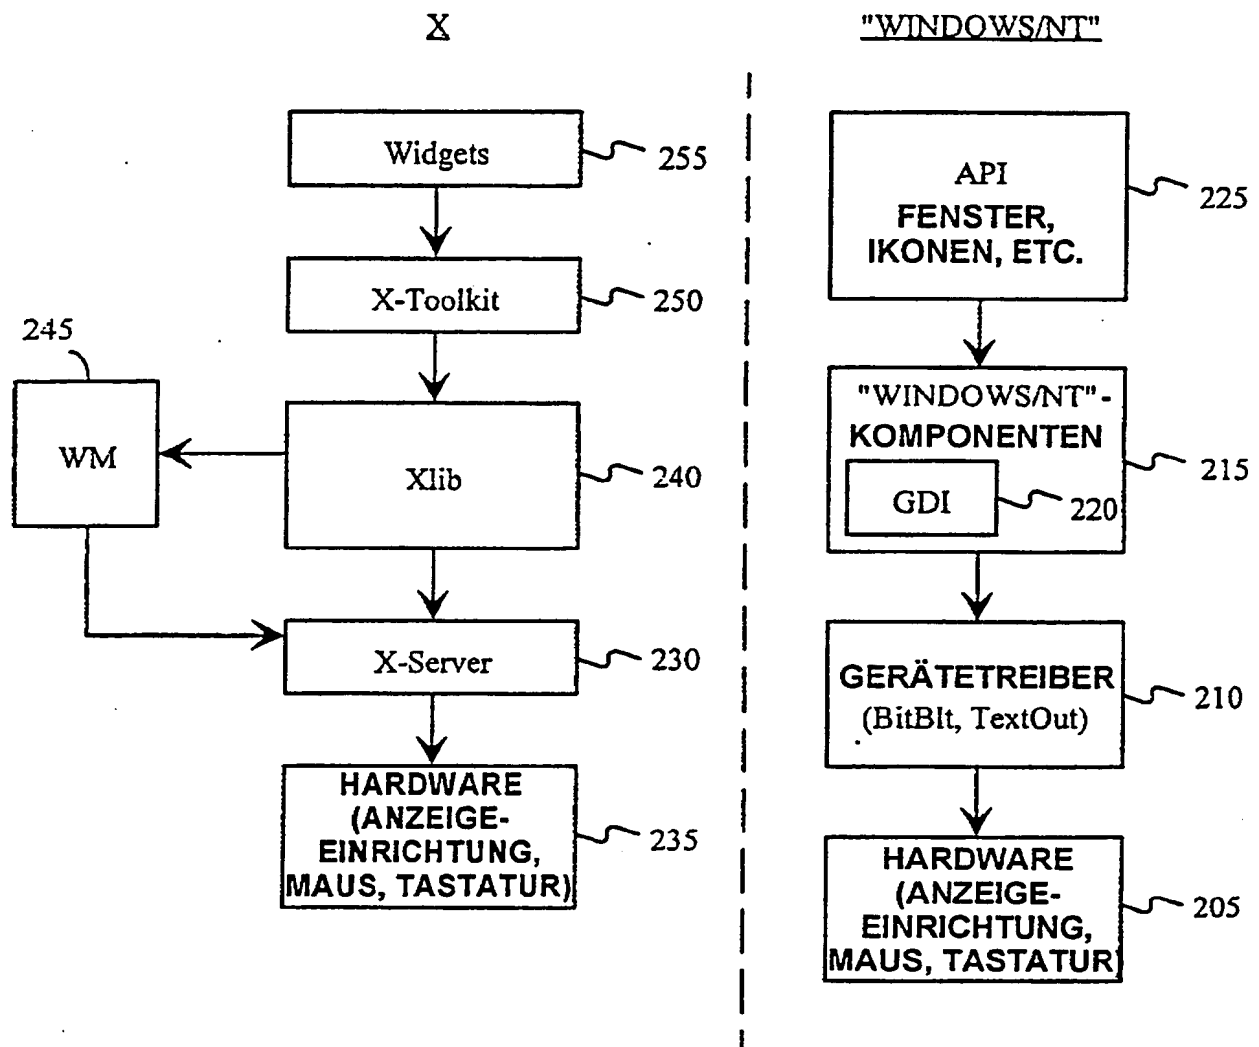 X
Widgets
255
X-Toolkit
250
245
WM
Xlib
240
X-Server
230
HARDWARE
(ANZEIGE-
EINRICHTUNG,
MAUS, TASTATUR)
235
"WINDOWS/NT"
API
FENSTER,
IKONEN, ETC.
225
"WINDOWS/NT"-
KOMPONENTEN
215
GDI
220
GERÄTETREIBER
(BitBlt, TextOut)
210
HARDWARE
(ANZEIGE-
EINRICHTUNG,
MAUS, TASTATUR)
205